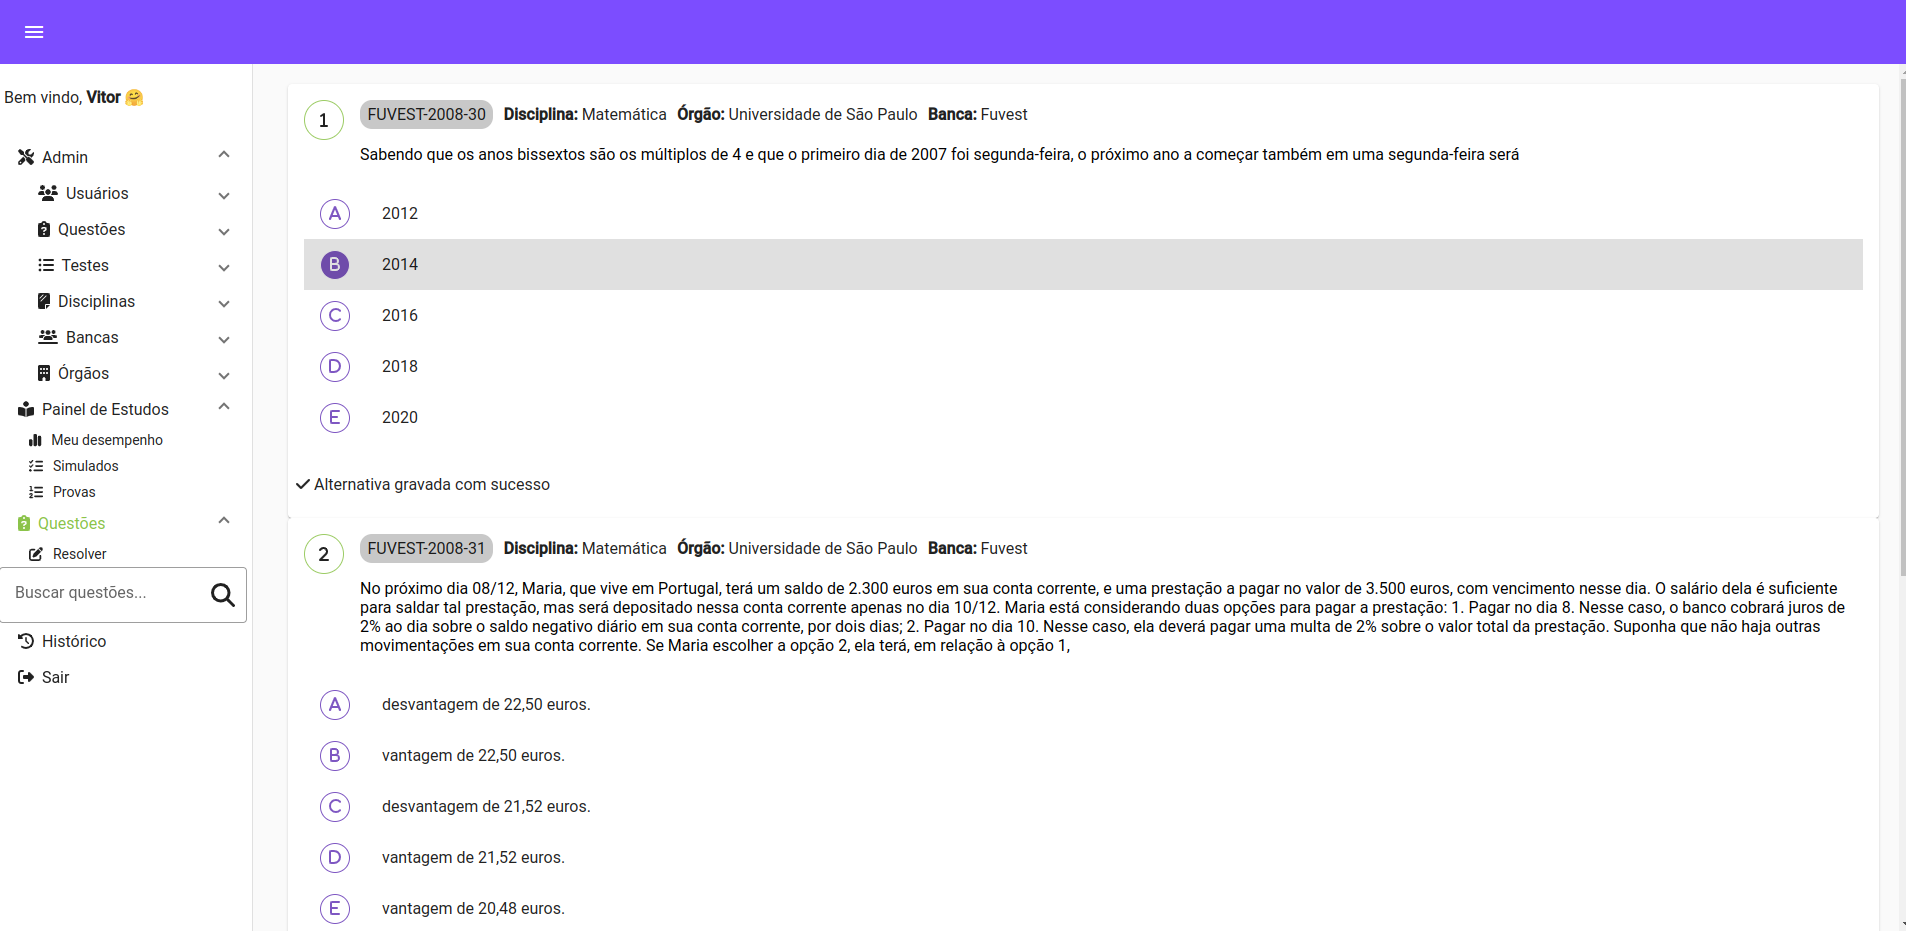 Bem vindo, Vitor 🤗
Admin
Usuários
Questões
Testes
Disciplinas
Bancas
Órgãos
Painel de Estudos
Meu desempenho
Simulados
Provas
Questões
Resolver
Buscar questões...
Histórico
Sair
1 FUVEST-2008-30 Disciplina: Matemática Órgão: Universidade de São Paulo Banca: Fuvest
Sabendo que os anos bissextos são os múltiplos de 4 e que o primeiro dia de 2007 foi segunda-feira, o próximo ano a começar também em uma segunda-feira será
A 2012
B 2014
C 2016
D 2018
E 2020
Alternativa gravada com sucesso
2 FUVEST-2008-31 Disciplina: Matemática Órgão: Universidade de São Paulo Banca: Fuvest
No próximo dia 08/12, Maria, que vive em Portugal, terá um saldo de 2.300 euros em sua conta corrente, e uma prestação a pagar no valor de 3.500 euros, com vencimento nesse dia. O salário dela é suficiente
para saldar tal prestação, mas será depositado nessa conta corrente apenas no dia 10/12. Maria está considerando duas opções para pagar a prestação: 1. Pagar no dia 8. Nesse caso, o banco cobrará juros de
2% ao dia sobre o saldo negativo diário em sua conta corrente, por dois dias; 2. Pagar no dia 10. Nesse caso, ela deverá pagar uma multa de 2% sobre o valor total da prestação. Suponha que não haja outras
movimentações em sua conta corrente. Se Maria escolher a opção 2, ela terá, em relação à opção 1,
A desvantagem de 22,50 euros.
B vantagem de 22,50 euros.
C desvantagem de 21,52 euros.
D vantagem de 21,52 euros.
E vantagem de 20,48 euros.